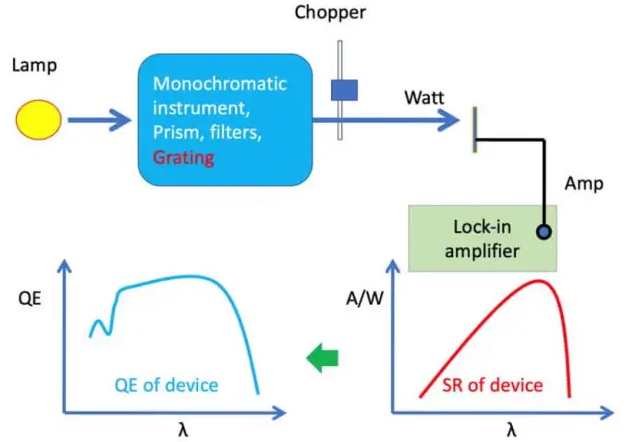 Chopper
Lamp
Monochromatic
instrument,
Prism, filters,
Grating
Watt
Amp
Lock-in
amplifier
QE
QE of device
λ
A/W
SR of device
λ